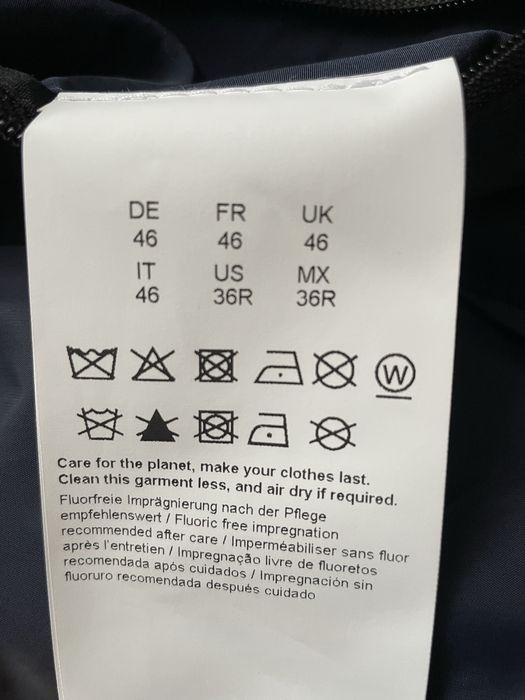 DE FR UK
46 46 46
IT US MX
46 36R 36R
W
Care for the planet, make your clothes last.
Clean this garment less, and air dry if required.
Fluorfreie Imprägnierung nach der Pflege
empfehlenswert / Fluoric free impregnation
recommended after care / Imperméabiliser sans fluor
après l'entretien / Impregnação livre de fluoretos
recomendada após cuidados / Impregnación sin
fluoruro recomendada después cuidado